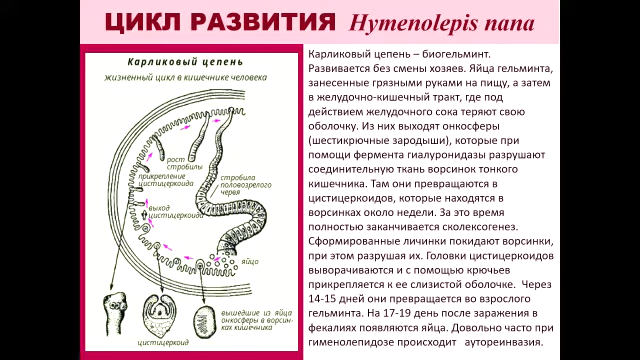 ЦИКЛ РАЗВИТИЯ Hymenolepis nana
Карликовый цепень
жизненный цикл в кишечнике человека
рост
стробилы
прикрепление
цистицеркоида
стробила
половозрелого
червя
выход
цистицеркоида
яйцо
вышедшие из яйца
онкосферы в ворсин-
ках кишечника
цистицеркоид
Карликовый цепень – биогельминт.
Развивается без смены хозяев. Яйца гельминта,
занесенные грязными руками на пищу, а затем
в желудочно-кишечный тракт, где под
действием желудочного сока теряют свою
оболочку. Из них выходят онкосферы
(шестикрючные зародыши), которые при
помощи фермента гиалуронидазы разрушают
соединительную ткань ворсинок тонкого
кишечника. Там они превращаются в
цистицеркоидов, которые находятся в
ворсинках около недели. За это время
полностью заканчивается сколексогенез.
Сформированные личинки покидают ворсинки,
при этом разрушая их. Головки цистицеркоидов
выворачиваются и с помощью крючьев
прикрепляется к ее слизистой оболочке. Через
14-15 дней они превращаются во взрослого
гельминта. На 17-19 день после заражения в
фекалиях появляются яйца. Довольно часто при
гименолепидозе происходит аутореинвазия.